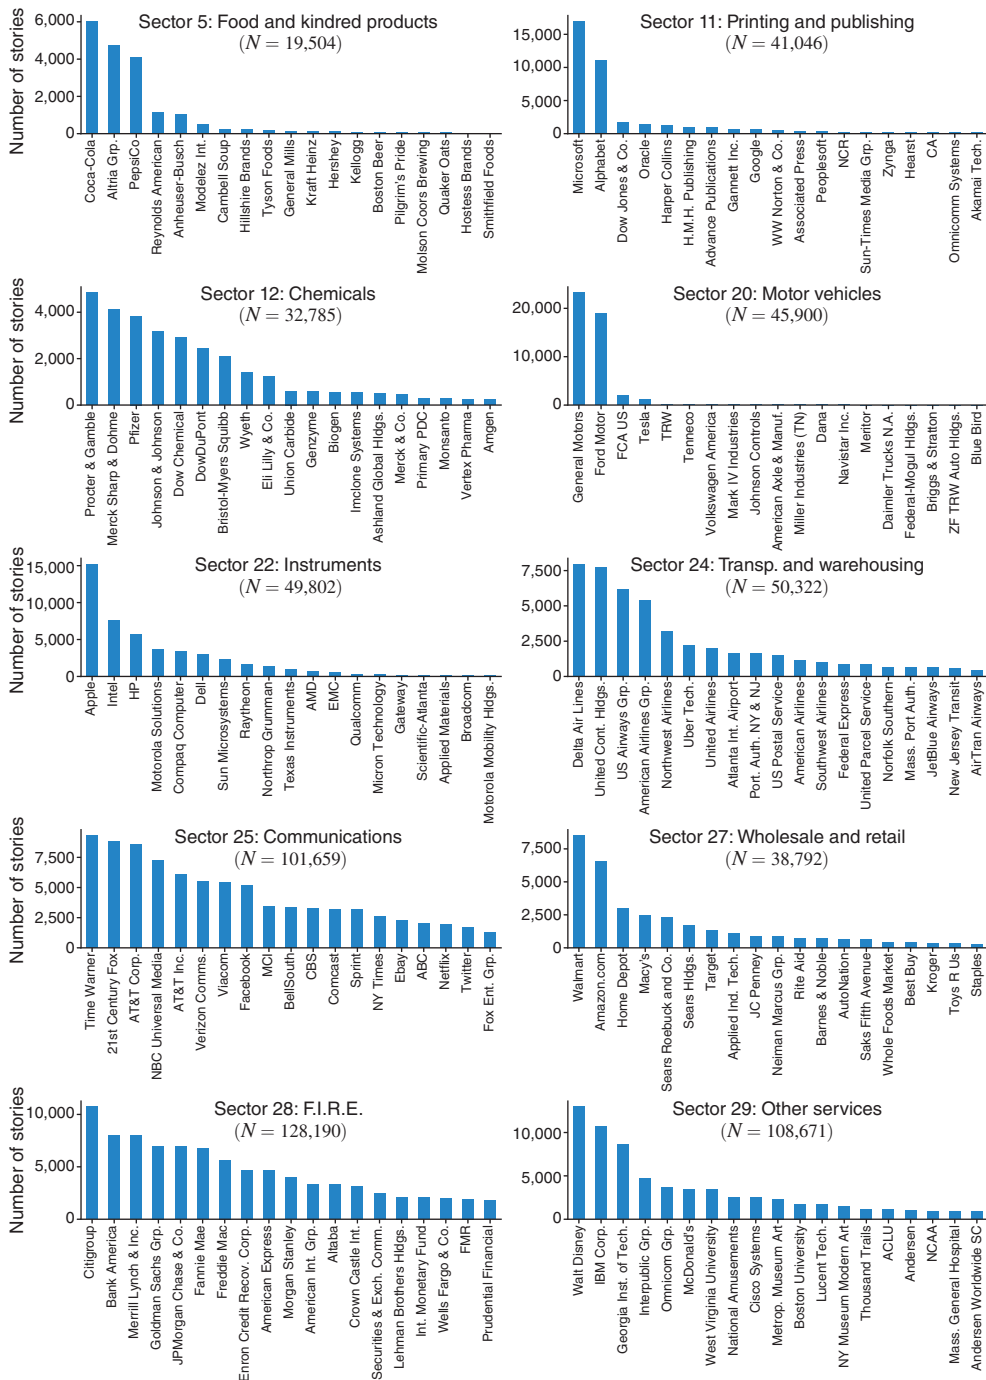 Number of stories
Sector 5: Food and kindred products
(N = 19,504)
6,000
4,000
2,000
0
Coca-Cola
Altria Grp.
PepsiCo
Reynolds American
Anheuser-Busch
Modelez Int.
Cambell Soup
Hillshire Brands
Tyson Foods
General Mills
Kraft Heinz
Hershey
Kellogg
Boston Beer
Pilgrim's Pride
Molson Coors Brewing
Quaker Oats
Hostess Brands
Smithfield Foods
Sector 11: Printing and publishing
(N = 41,046)
15,000
10,000
5,000
0
Microsoft
Alphabet
Dow Jones & Co.
Oracle
Harper Collins
H.M.H. Publishing
Advance Publications
Gannett Inc.
Google
WW Norton & Co.
Associated Press
Peoplesoft
NCR
Sun-Times Media Grp.
Zynga
Hearst
CA
Omnicomm Systems
Akamai Tech.
Number of stories
Sector 12: Chemicals
(N = 32,785)
4,000
2,000
0
Procter & Gamble
Merck Sharp & Dohme
Pfizer
Johnson & Johnson
Dow Chemical
DowDuPont
Bristol-Myers Squibb
Wyeth
Eli Lilly & Co.
Union Carbide
Genzyme
Biogen
Imclone Systems
Ashland Global Hldgs.
Merck & Co.
Primary PDC
Monsanto
Vertex Pharma
Amgen
Sector 20: Motor vehicles
(N = 45,900)
20,000
10,000
0
General Motors
Ford Motor
FCA US
Tesla
TRW
Tenneco
Volkswagen America
Mark IV Industries
Johnson Controls
American Axle & Manuf.
Miller Industries (TN)
Dana
Navistar Inc.
Meritor
Daimler Trucks N.A.
Federal-Mogul Hldgs.
Briggs & Stratton
ZF TRW Auto Hldgs.
Blue Bird
Number of stories
Sector 22: Instruments
(N = 49,802)
15,000
10,000
5,000
0
Apple
Intel
HP
Motorola Solutions
Compaq Computer
Dell
Sun Microsystems
Raytheon
Northrop Grumman
Texas Instruments
AMD
EMC
Qualcomm
Micron Technology
Gateway
Scientific-Atlanta
Applied Materials
Broadcom
Motorola Mobility Hldgs.
Sector 24: Transp. and warehousing
(N = 50,322)
7,500
5,000
2,500
0
Delta Air Lines
United Cont. Hldgs.
US Airways Grp.
American Airlines Grp.
Northwest Airlines
Uber Tech.
United Airlines
Atlanta Int. Airport
Port. Auth. NY & NJ
US Postal Service
American Airlines
Southwest Airlines
Federal Express
United Parcel Service
Norfolk Southern
Mass. Port Auth.
JetBlue Airways
New Jersey Transit
AirTran Airways
Number of stories
Sector 25: Communications
(N = 101,659)
7,500
5,000
2,500
0
Time Warner
21st Century Fox
AT&T Corp.
NBC Universal Media
AT&T Inc.
Verizon Comms.
Viacom
Facebook
MCI
BellSouth
CBS
Comcast
Sprint
NY Times
Ebay
ABC
Netflix
Twitter
Fox Ent. Grp.
Sector 27: Wholesale and retail
(N = 38,792)
7,500
5,000
2,500
0
Walmart
Amazon.com
Home Depot
Macy's
Sears Roebuck and Co.
Sears Hldgs.
Target
Applied Ind. Tech.
JC Penney
Neiman Marcus Grp.
Rite Aid
Barnes & Noble
AutoNation
Saks Fifth Avenue
Whole Foods Market
Best Buy
Kroger
Toys R Us
Staples
Number of stories
Sector 28: F.I.R.E.
(N = 128,190)
10,000
5,000
0
Citigroup
Bank America
Merrill Lynch & Inc.
Goldman Sachs Grp.
JPMorgan Chase & Co.
Fannie Mae
Freddie Mac
Enron Credit Recov. Corp.
American Express
Morgan Stanley
American Int. Grp.
Altaba
Crown Castle Int.
Securities & Exch. Comm.
Lehman Brothers Hldgs.
Int. Monetary Fund
Wells Fargo & Co.
FMR
Prudential Financial
Sector 29: Other services
(N = 108,671)
10,000
5,000
0
Walt Disney
IBM Corp.
Georgia Inst. of Tech.
Interpublic Grp.
Omnicom Grp.
McDonald's
West Virginia University
National Amusements
Cisco Systems
Metrop. Museum Art
Boston University
Lucent Tech.
NY Museum Modern Art
Thousand Trails
ACLU
Andersen
NCAA
Mass. General Hospital
Andersen Worldwide SC